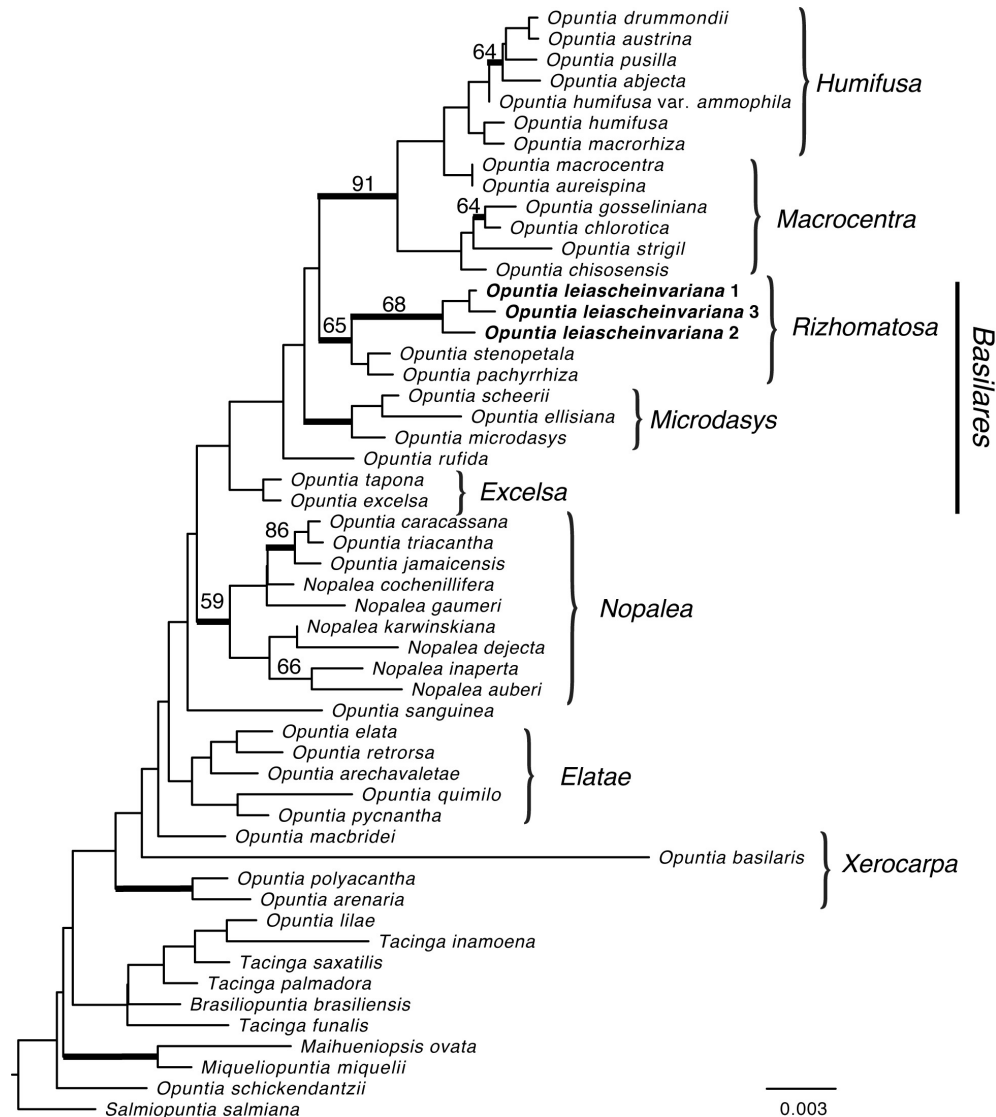 Opuntia drummondii
64
Opuntia austrina
Opuntia pusilla
Opuntia abjecta
Humifusa
Opuntia humifusa var. ammophila
Opuntia humifusa
Opuntia macrorhiza
Opuntia macrocentra
91
Opuntia aureispina
64
Opuntia gosseliniana
Macrocentra
Opuntia chlorotica
Opuntia strigil
Opuntia chisosensis
Opuntia leiascheinvariana 1
68
Opuntia leiascheinvariana 3
65
Opuntia leiascheinvariana 2
Rizhomatosa
Opuntia stenopetala
Opuntia pachyrrhiza
Basilares
Opuntia scheerii
Opuntia ellisiana
Microdasys
Opuntia microdasys
Opuntia rufida
Opuntia tapona
Excelsa
Opuntia excelsa
Opuntia caracassana
86
Opuntia triacantha
Opuntia jamaicensis
Nopalea cochenillifera
59
Nopalea gaumeri
Nopalea
Nopalea karwinskiana
Nopalea dejecta
66
Nopalea inaperta
Nopalea auberi
Opuntia sanguinea
Opuntia elata
Opuntia retrorsa
Opuntia arechavaletae
Elatae
Opuntia quimilo
Opuntia pycnantha
Opuntia macbridei
Opuntia basilaris
Xerocarpa
Opuntia polyacantha
Opuntia arenaria
Opuntia lilae
Tacinga inamoena
Tacinga saxatilis
Tacinga palmadora
Brasiliopuntia brasiliensis
Tacinga funalis
Maihueniopsis ovata
Miqueliopuntia miquelii
Opuntia schickendantzii
Salmiopuntia salmiana
0.003